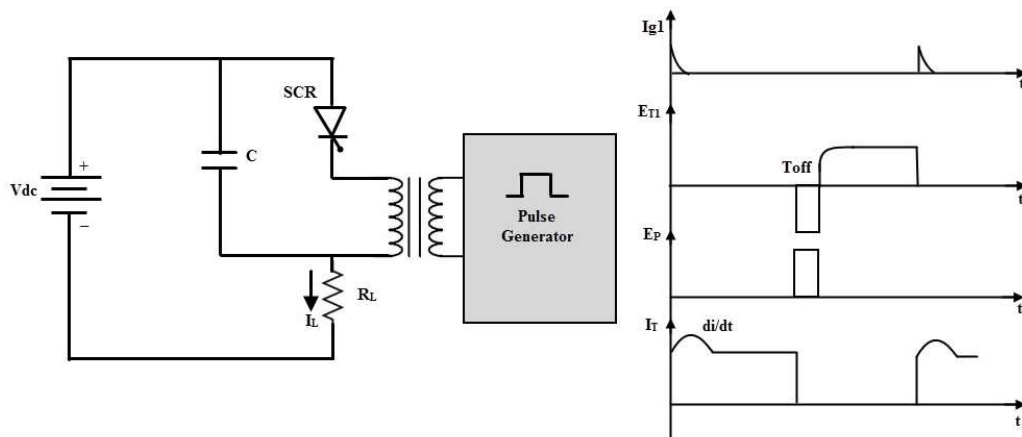 SCR
C
+
Vdc
−
Pulse
Generator
RL
IL
Ig1
t
ET1
Toff
t
EP
t
IT
di/dt
t